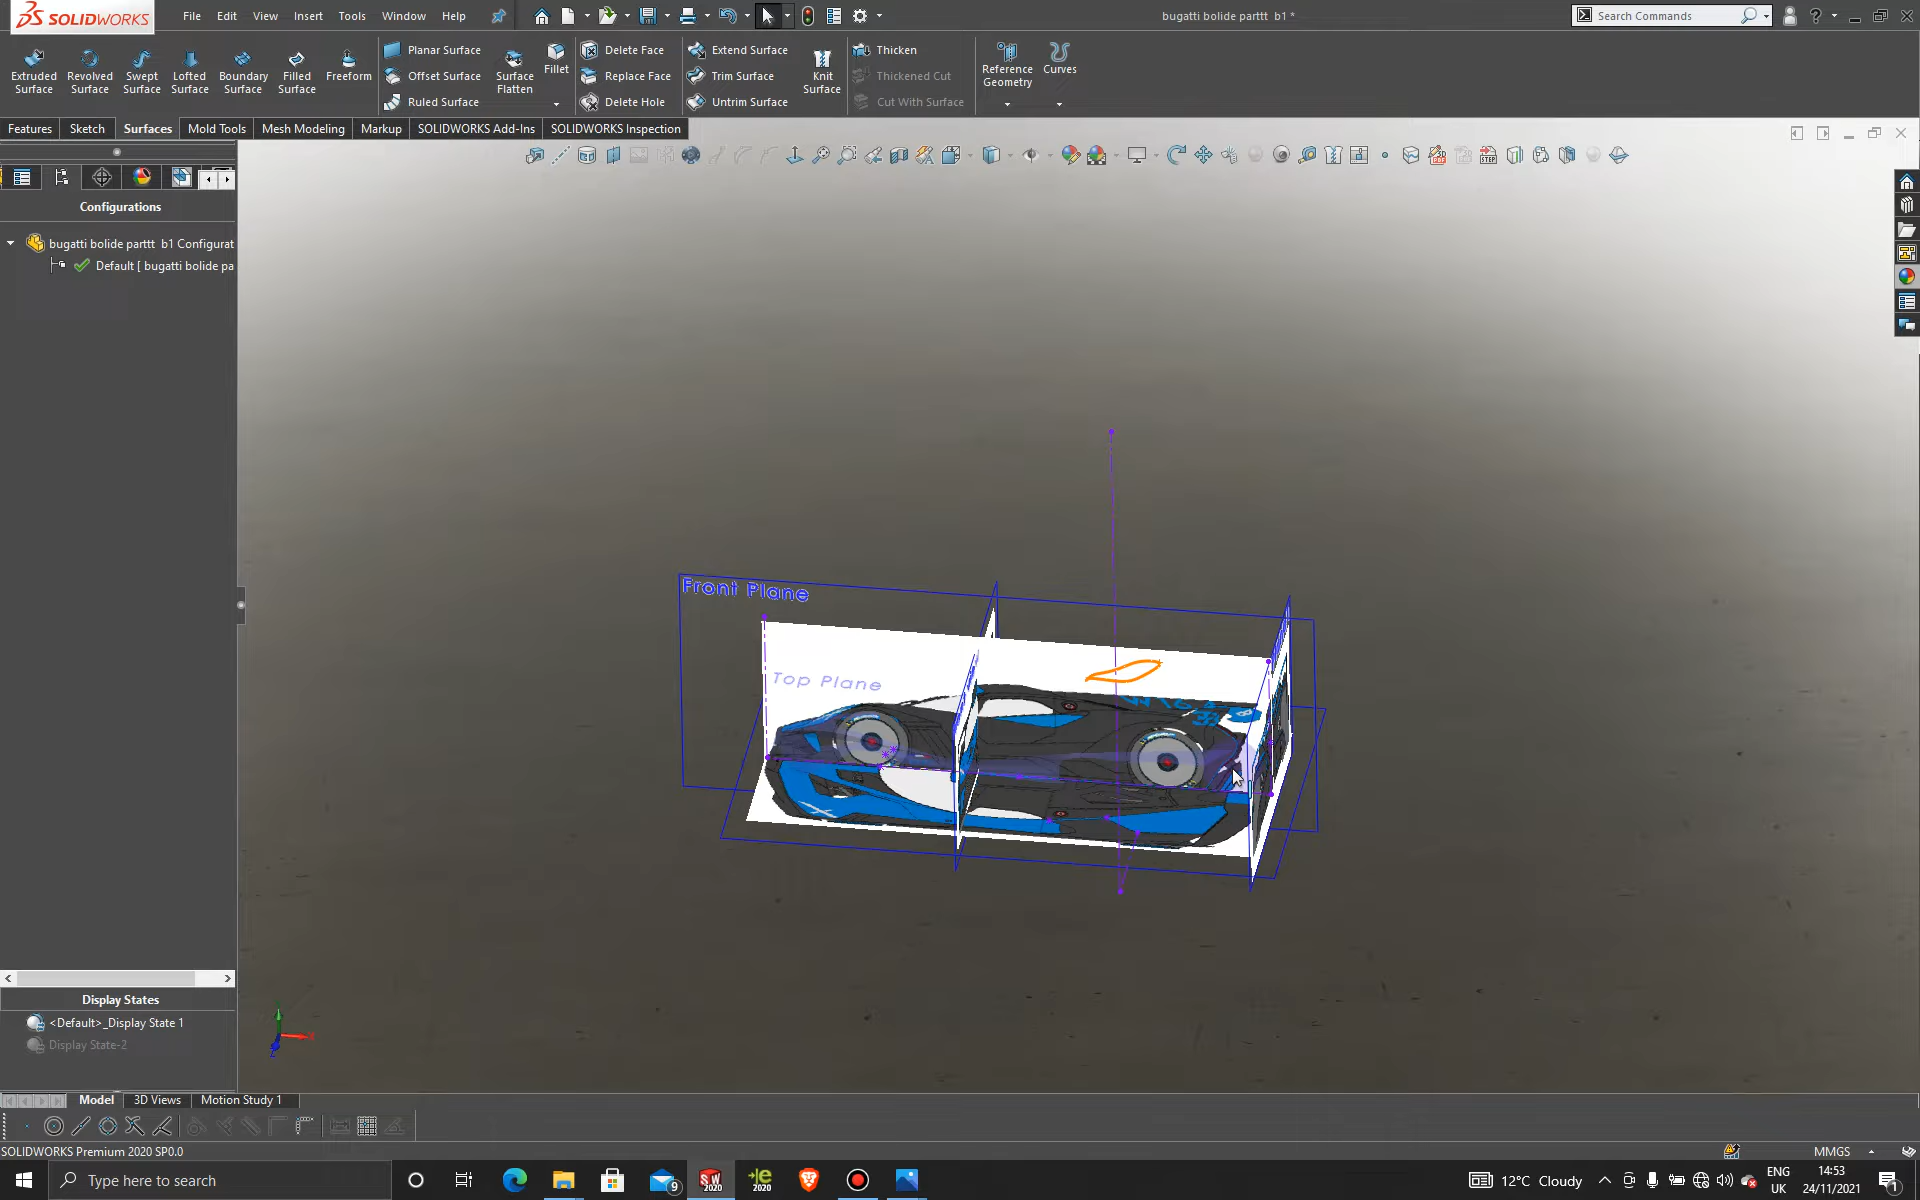 SOLIDWORKS
File Edit View Insert Tools Window Help
bugatti bolide parttt b1 *
Search Commands
Extruded Surface
Revolved Surface
Swept Surface
Lofted Surface
Boundary Surface
Filled Surface
Freeform
Planar Surface
Offset Surface
Ruled Surface
Surface Flatten
Fillet
Delete Face
Replace Face
Delete Hole
Extend Surface
Trim Surface
Untrim Surface
Knit Surface
Thicken
Thickened Cut
Cut With Surface
Reference Geometry
Curves
Features Sketch Surfaces Mold Tools Mesh Modeling Markup SOLIDWORKS Add-Ins SOLIDWORKS Inspection
Configurations
bugatti bolide parttt b1 Configurat
Default [ bugatti bolide pa
Front Plane
Top Plane
Display States
<Default>_Display State 1
Display State-2
Model 3D Views Motion Study 1
SOLIDWORKS Premium 2020 SP0.0
MMGS
Type here to search
9
SW 2020
e 2020
12°C Cloudy
ENG UK
14:53
24/11/2021
1